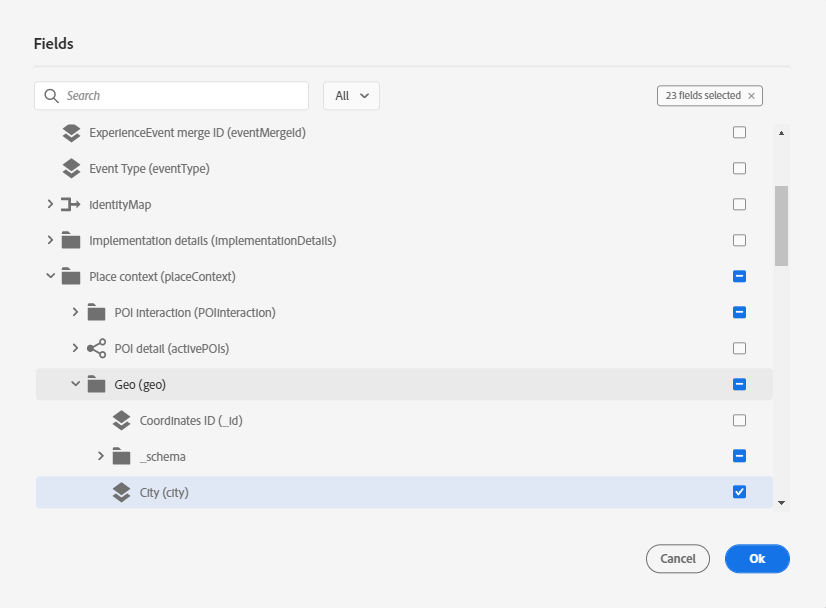 Fields
Search
All
23 fields selected
ExperienceEvent merge ID (eventMergeId)
Event Type (eventType)
IdentityMap
Implementation details (implementationDetails)
Place context (placeContext)
POI interaction (POIinteraction)
POI detail (activePOIs)
Geo (geo)
Coordinates ID (_id)
_schema
City (city)
Cancel
Ok